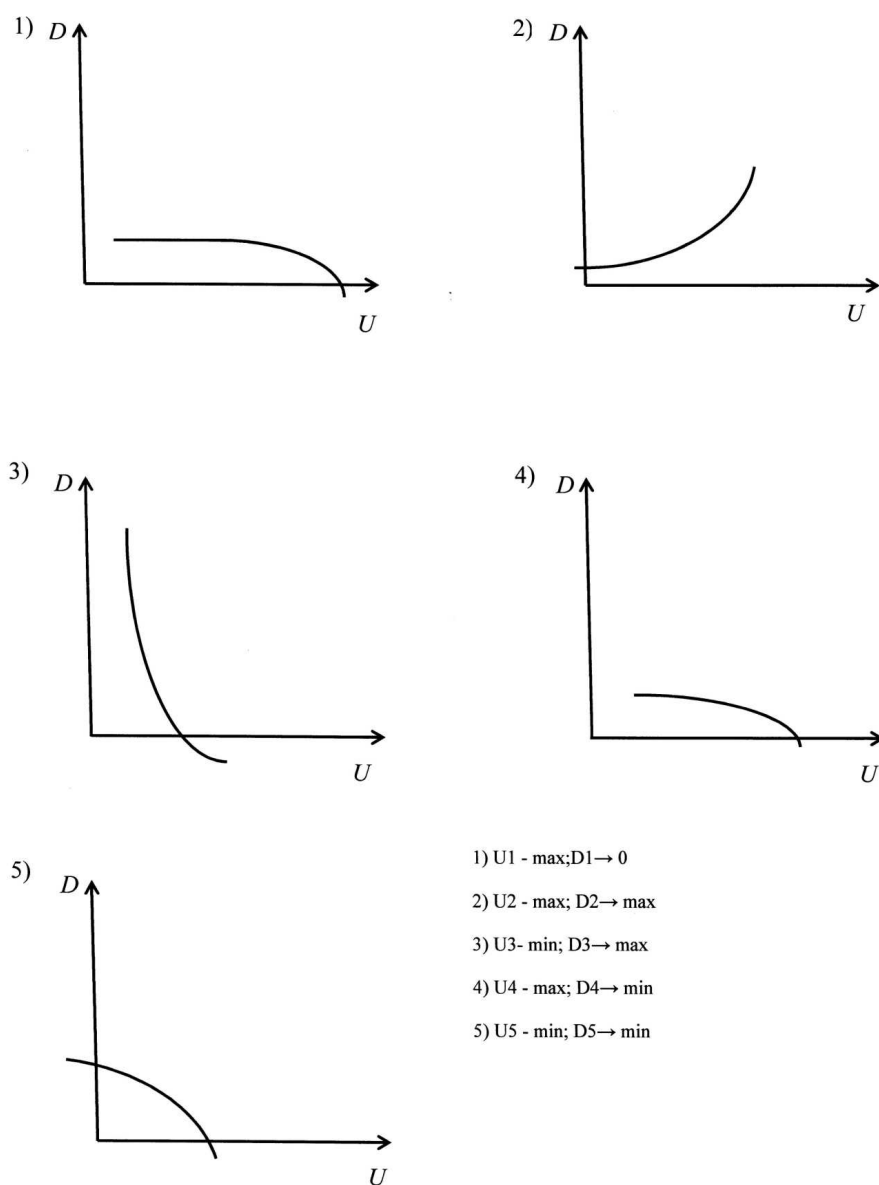 1) D
U
2) D
U
3) D
U
4) D
U
5) D
U
1) U1 - max;D1→ 0
2) U2 - max; D2→ max
3) U3- min; D3→ max
4) U4 - max; D4→ min
5) U5 - min; D5→ min